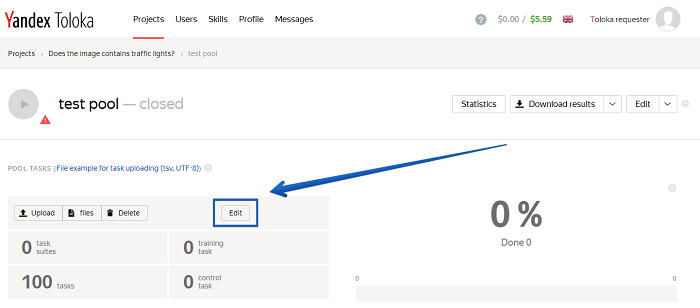 Yandex Toloka Projects Users Skills Profile Messages ? $0.00 / $5.59 Toloka requester
Projects › Does the image contains traffic lights? › test pool
test pool — closed Statistics Download results Edit ?
POOL TASKS (File example for task uploading (tsv, UTF-8)) ?
Upload files Delete Edit ?
0 task suites 0 training task 0 %
Done 0
100 tasks 0 control task 0 0